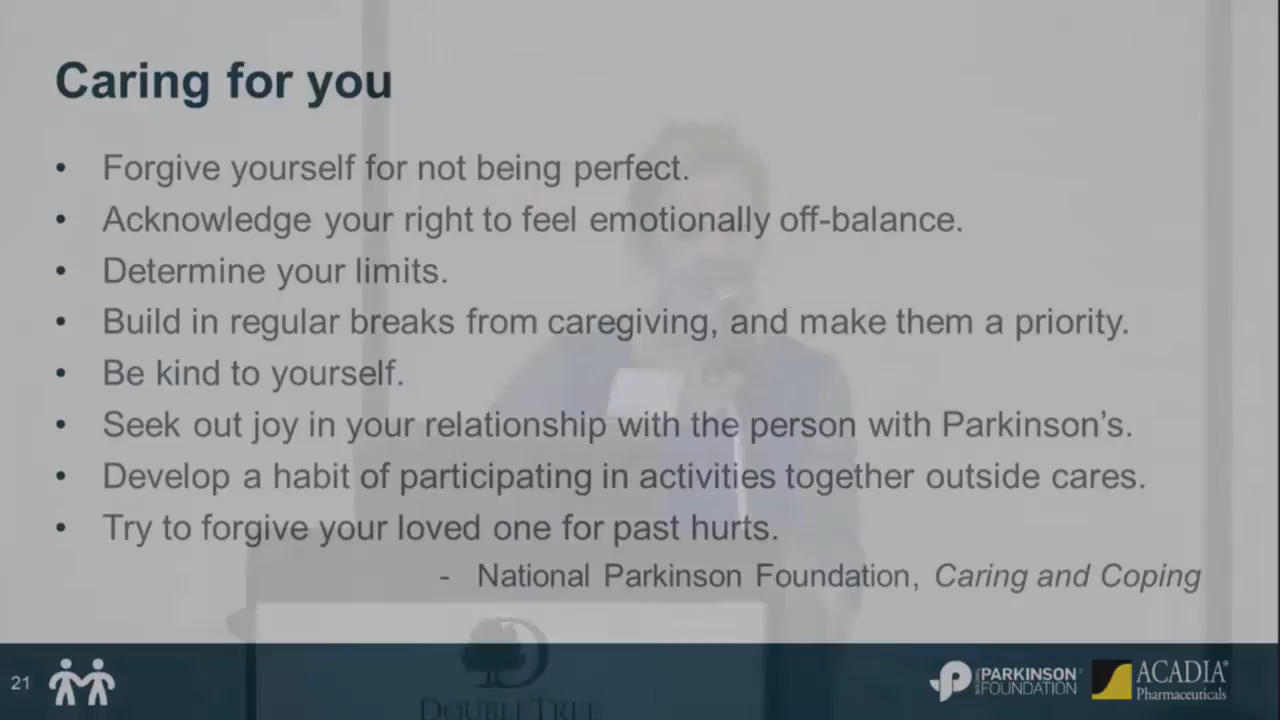 Caring for you
• Forgive yourself for not being perfect.
• Acknowledge your right to feel emotionally off-balance.
• Determine your limits.
• Build in regular breaks from caregiving, and make them a priority.
• Be kind to yourself.
• Seek out joy in your relationship with the person with Parkinson’s.
• Develop a habit of participating in activities together outside cares.
• Try to forgive your loved one for past hurts.
- National Parkinson Foundation, Caring and Coping
21
PARKINSON
FOUNDATION
ACADIA®
Pharmaceuticals
D
DOUBLETREE